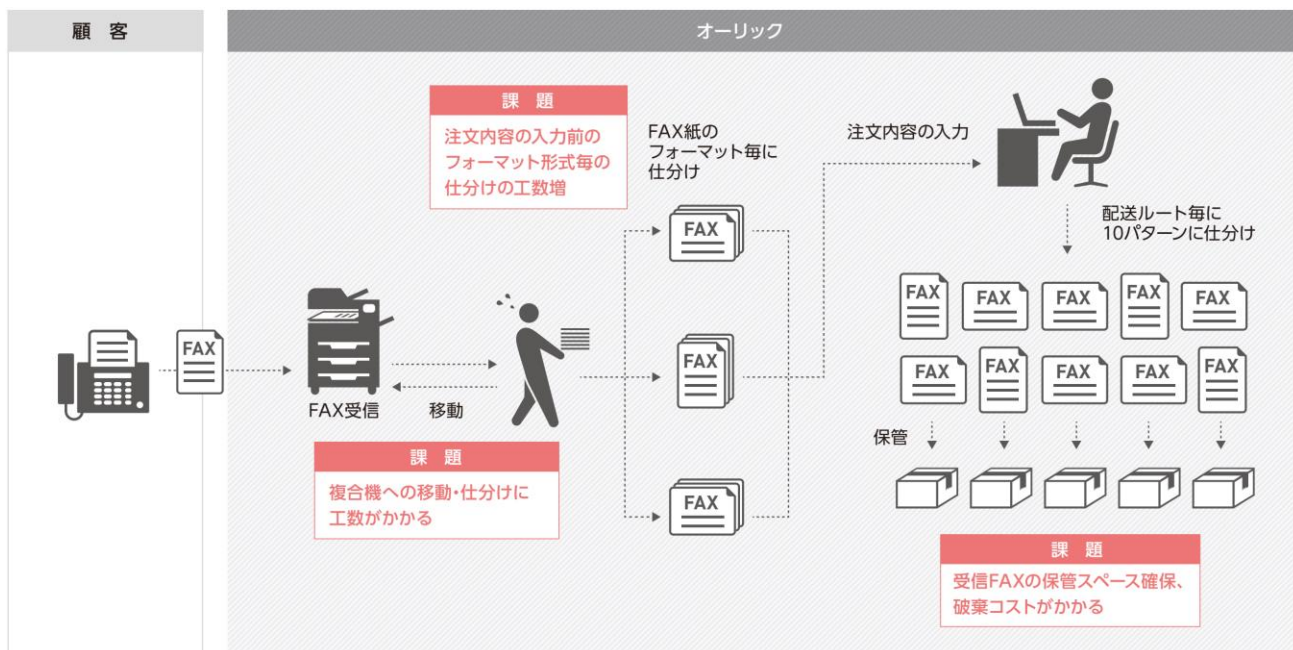 顧 客
オーリック
課 題
注文内容の入力前の
フォーマット形式毎の
仕分けの工数増
FAX紙の
フォーマット毎に
仕分け
注文内容の入力
配送ルート毎に
10パターンに仕分け
FAX
FAX
FAX
FAX
FAX
FAX
FAX
FAX
FAX
FAX
FAX
FAX
FAX
FAX
FAX受信
移動
保管
課 題
複合機への移動・仕分けに
工数がかかる
課 題
受信FAXの保管スペース確保、
破棄コストがかかる